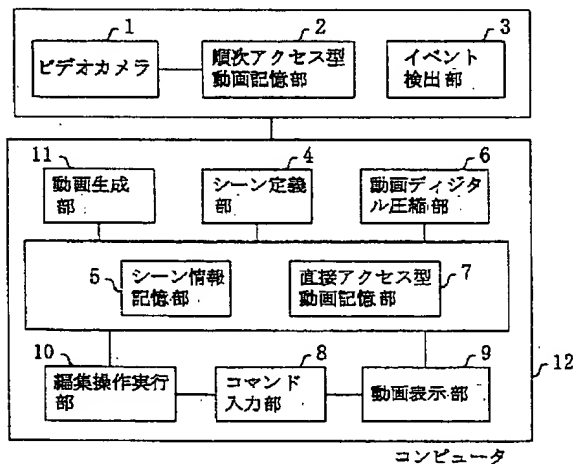 1
ビデオカメラ
2
順次アクセス型
動画記憶部
3
イベント
検出部
11
動画生成
部
4
シーン定義
部
6
動画ディジタ
ル圧縮部
5
シーン情報
記憶部
直接アクセス型
動画記憶部
7
10
編集操作実行
部
8
コマンド
入力部
9
動画表示部
12
コンピュータ